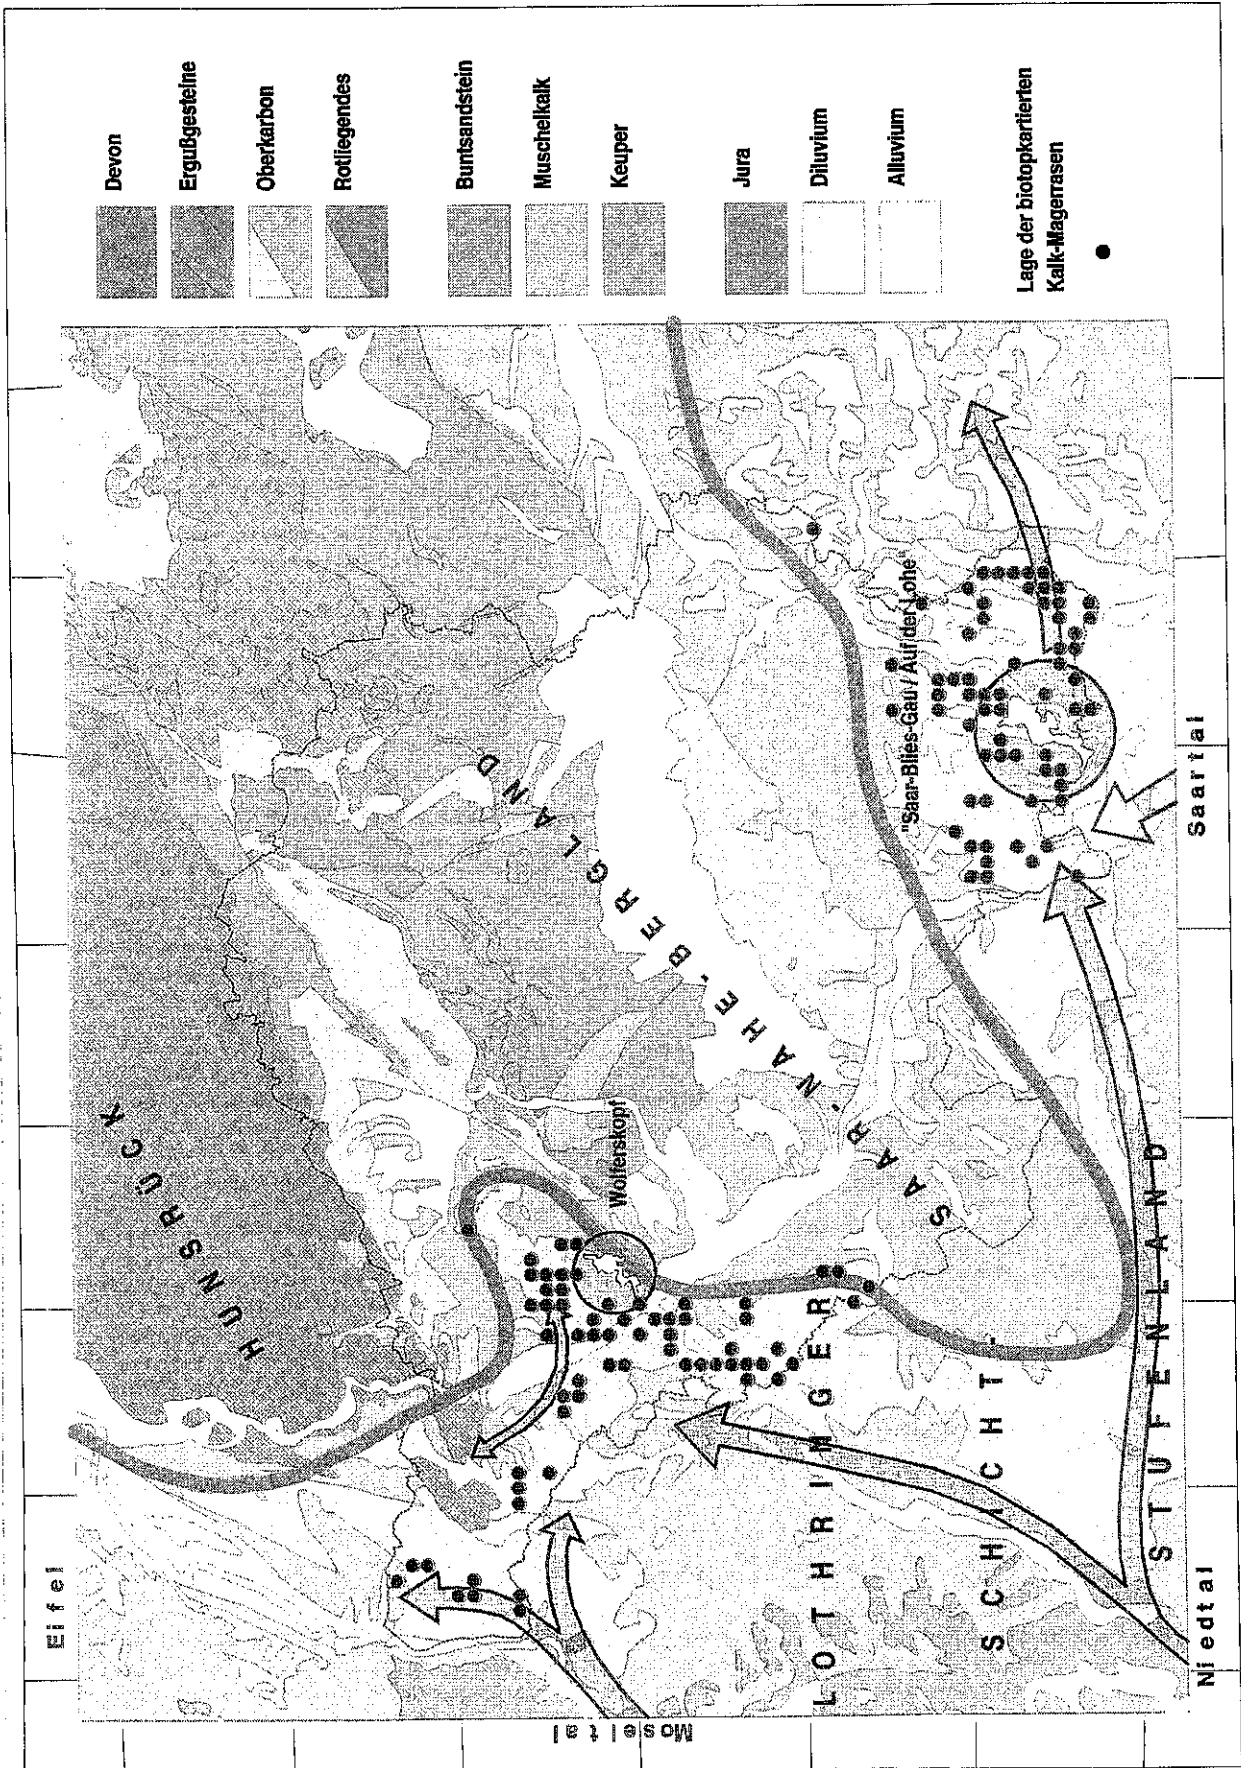 Eifel
HUNSRÜCK
Moseltal
Wolferskopf
SAAR-NAHE-BERGLAND
LOTHRINGER
SCHICHT-
STUFENLAND
"Saar-Blies-Gau / Auf der Lohe"
Niedtal
Saartal
Devon
Ergußgesteine
Oberkarbon
Rotliegendes
Buntsandstein
Muschelkalk
Keuper
Jura
Diluvium
Alluvium
Lage der biotopkartierten
Kalk-Magerrasen